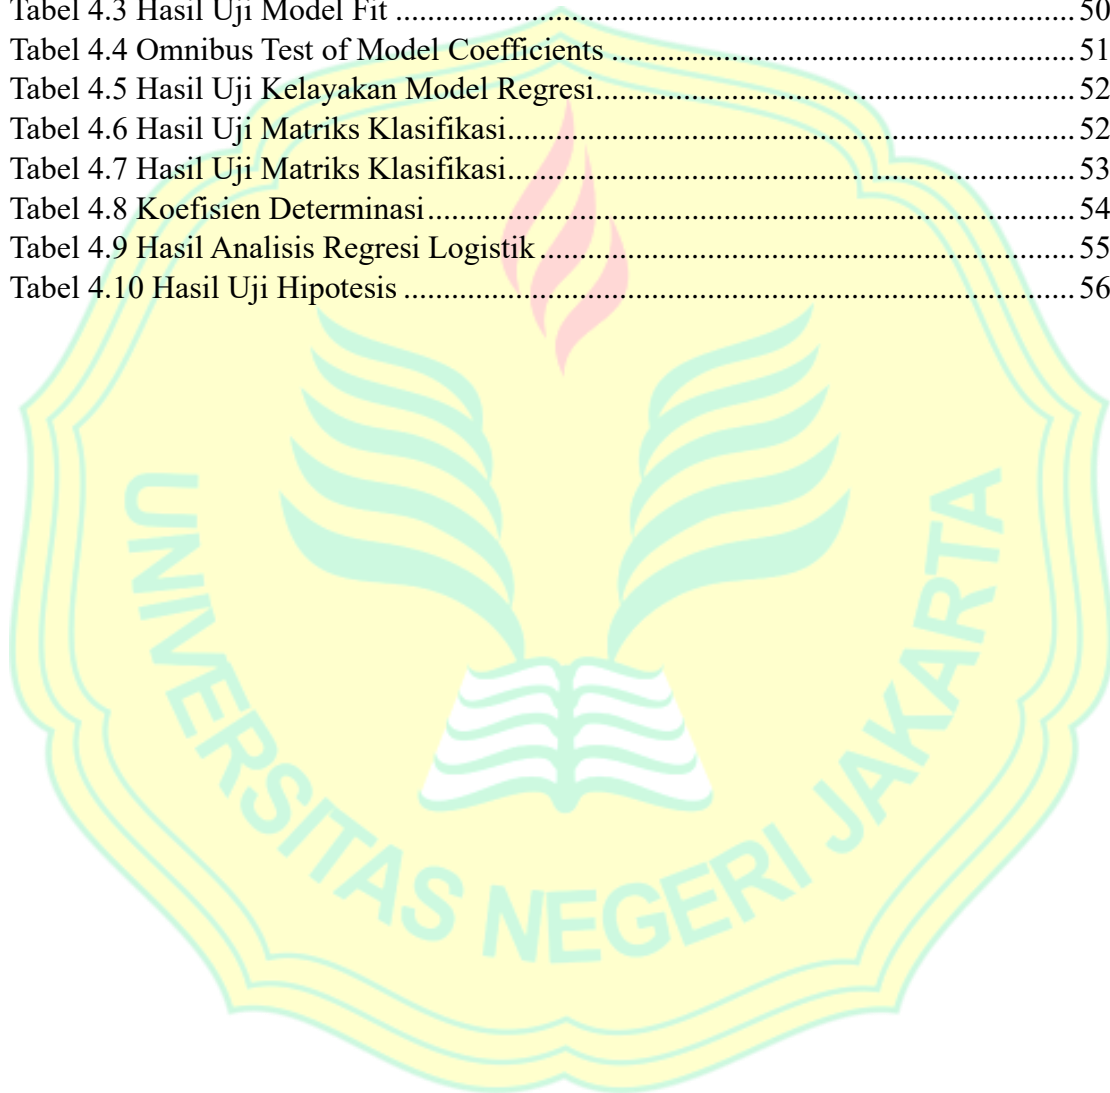 Tabel 4.3 Hasil Uji Model Fit ........................................................................... 50
Tabel 4.4 Omnibus Test of Model Coefficients ................................................... 51
Tabel 4.5 Hasil Uji Kelayakan Model Regresi..................................................... 52
Tabel 4.6 Hasil Uji Matriks Klasifikasi............................................................... 52
Tabel 4.7 Hasil Uji Matriks Klasifikasi............................................................... 53
Tabel 4.8 Koefisien Determinasi........................................................................ 54
Tabel 4.9 Hasil Analisis Regresi Logistik........................................................... 55
Tabel 4.10 Hasil Uji Hipotesis .......................................................................... 56
UNIVERSITAS NEGERI JAKARTA